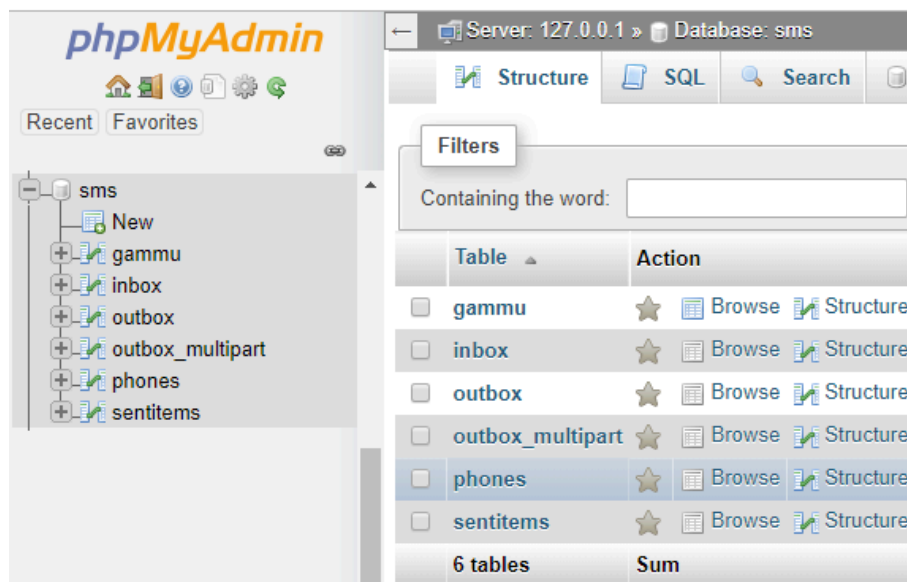 phpMyAdmin
Recent Favorites
sms
New
gammu
inbox
outbox
outbox_multipart
phones
sentitems
← Server: 127.0.0.1 » Database: sms
Structure SQL Search
Filters
Containing the word:
Table Action
gammu Browse Structure
inbox Browse Structure
outbox Browse Structure
outbox_multipart Browse Structure
phones Browse Structure
sentitems Browse Structure
6 tables Sum